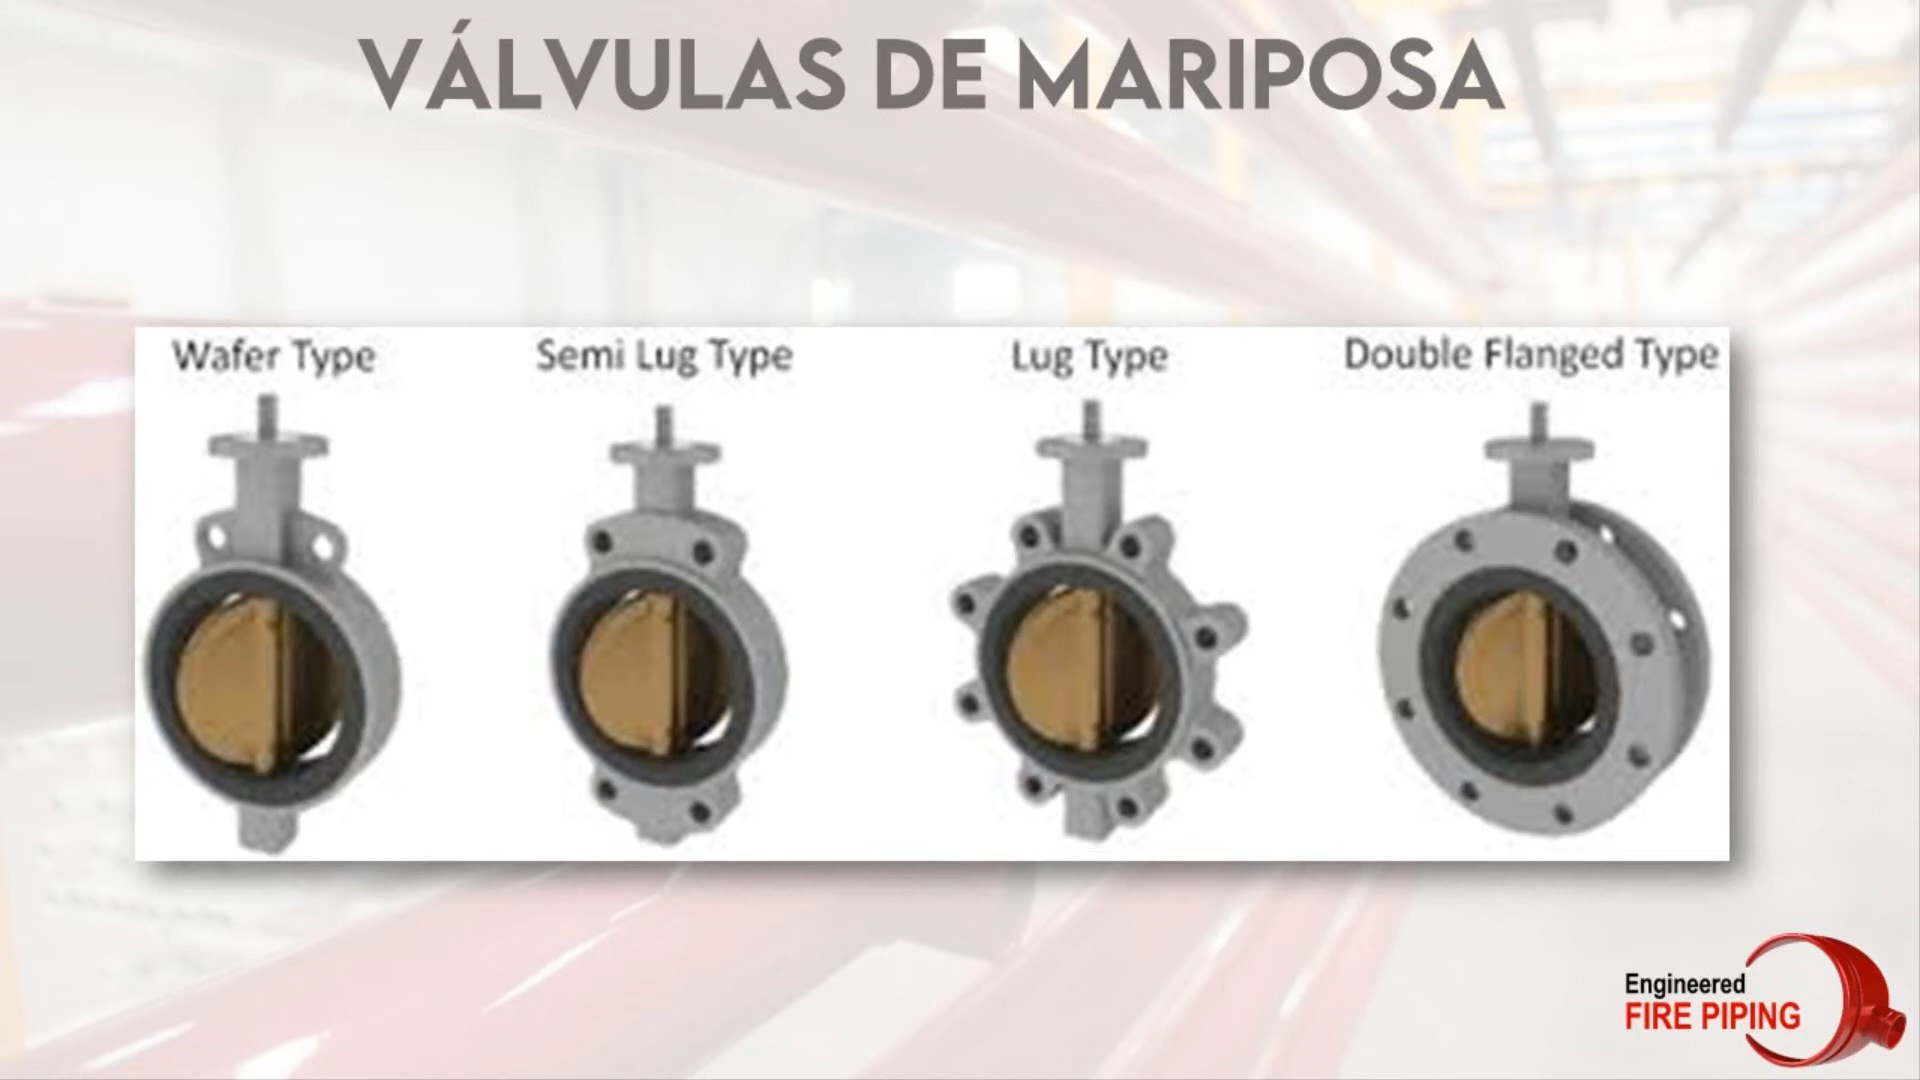 VÁLVULAS DE MARIPOSA
Wafer Type
Semi Lug Type
Lug Type
Double Flanged Type
Engineered
FIRE PIPING